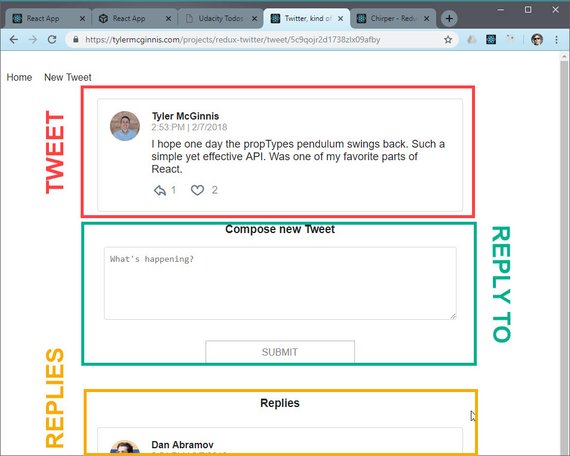 React App
React App
Udacity Todos
Twitter, kind of
Chirper - Redu
https://tylermcginnis.com/projects/redux-twitter/tweet/5c9qojr2d1738zlx09afby
Home New Tweet
TWEET
Tyler McGinnis
2:53 PM | 2/7/2018
I hope one day the propTypes pendulum swings back. Such a
simple yet effective API. Was one of my favorite parts of
React.
1 2
REPLY TO
Compose new Tweet
What's happening?
SUBMIT
REPLIES
Replies
Dan Abramov